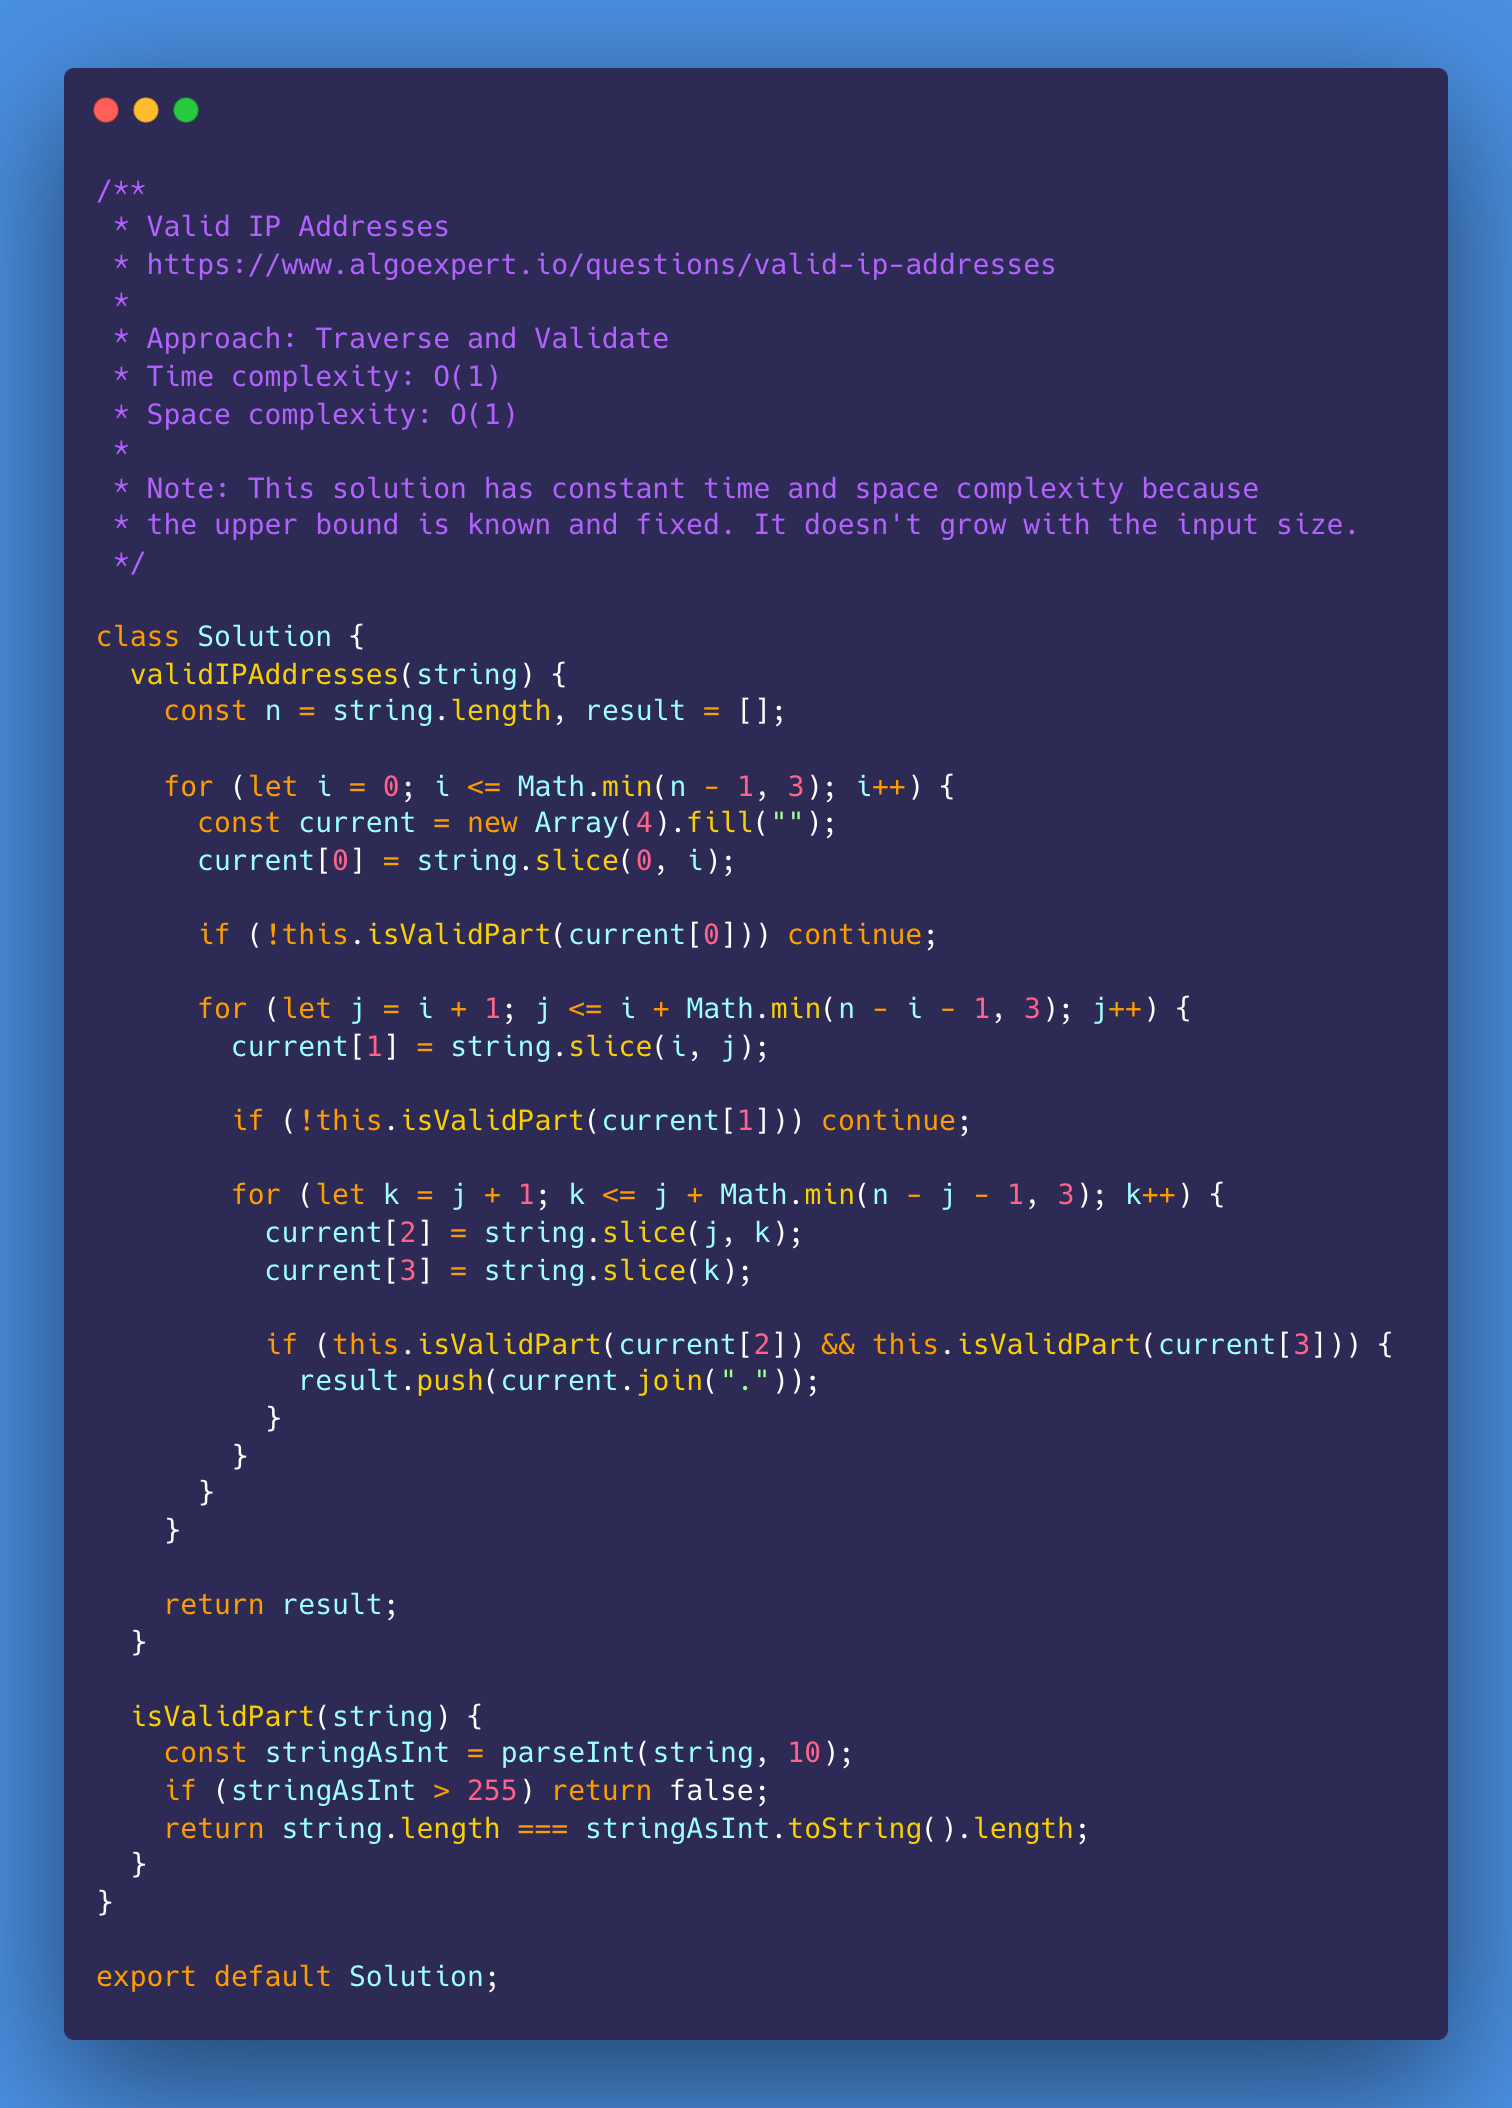 /**
 * Valid IP Addresses
 * https://www.algoexpert.io/questions/valid-ip-addresses
 *
 * Approach: Traverse and Validate
 * Time complexity: O(1)
 * Space complexity: O(1)
 *
 * Note: This solution has constant time and space complexity because
 * the upper bound is known and fixed. It doesn't grow with the input size.
 */

class Solution {
  validIPAddresses(string) {
    const n = string.length, result = [];

    for (let i = 0; i <= Math.min(n - 1, 3); i++) {
      const current = new Array(4).fill("");
      current[0] = string.slice(0, i);

      if (!this.isValidPart(current[0])) continue;

      for (let j = i + 1; j <= i + Math.min(n - i - 1, 3); j++) {
        current[1] = string.slice(i, j);

        if (!this.isValidPart(current[1])) continue;

        for (let k = j + 1; k <= j + Math.min(n - j - 1, 3); k++) {
          current[2] = string.slice(j, k);
          current[3] = string.slice(k);

          if (this.isValidPart(current[2]) && this.isValidPart(current[3])) {
            result.push(current.join("."));
          }
        }
      }
    }

    return result;
  }

  isValidPart(string) {
    const stringAsInt = parseInt(string, 10);
    if (stringAsInt > 255) return false;
    return string.length === stringAsInt.toString().length;
  }
}

export default Solution;